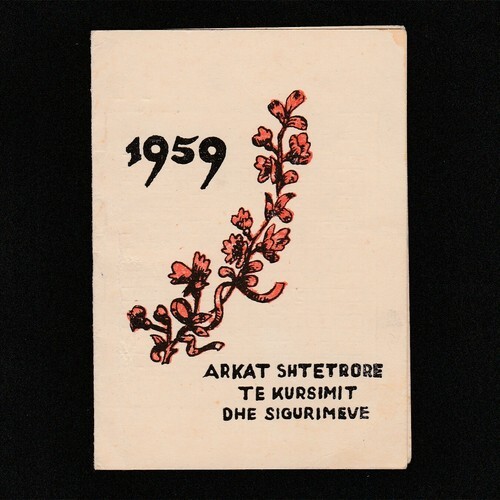 1959
ARKAT SHTETRORE
TE KURSIMIT
DHE SIGURIMEVE